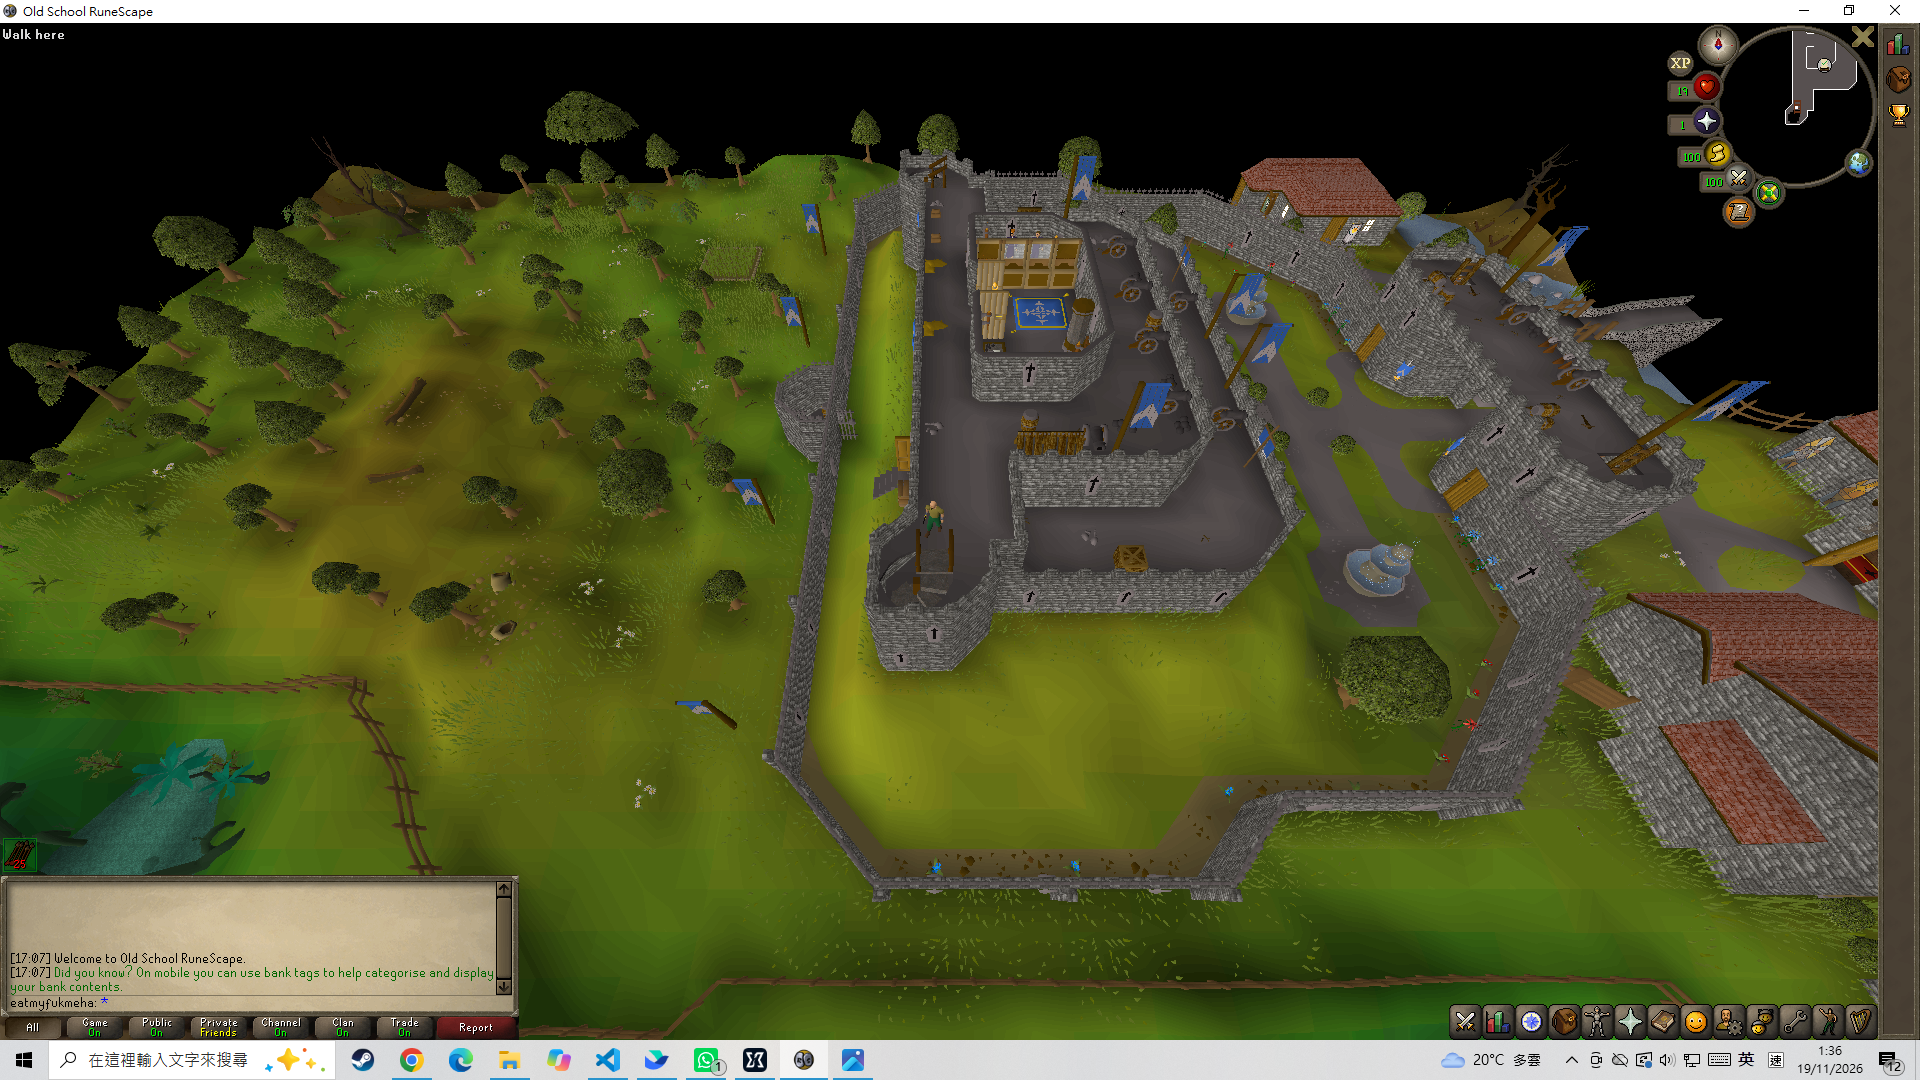 Old School RuneScape
Walk here
N
XP
19
1
100
100
25
[17:07] Welcome to Old School RuneScape.
[17:07] Did you know? On mobile you can use bank tags to help categorise and display
your bank contents.
eatmyfukmeha: *
All
Game
On
Public
On
Private
Friends
Channel
On
Clan
On
Trade
On
Report
在這裡輸入文字來搜尋
1
20°C 多雲
英
速
1:36
19/11/2026
12